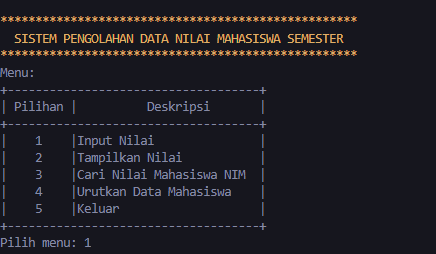 ***************************************************
SISTEM PENGOLAHAN DATA NILAI MAHASISWA SEMESTER
***************************************************
Menu:
+------------------------------------+
| Pilihan |          Deskripsi       |
+------------------------------------+
|    1    |Input Nilai               |
|    2    |Tampilkan Nilai           |
|    3    |Cari Nilai Mahasiswa NIM  |
|    4    |Urutkan Data Mahasiswa    |
|    5    |Keluar                    |
+------------------------------------+
Pilih menu: 1